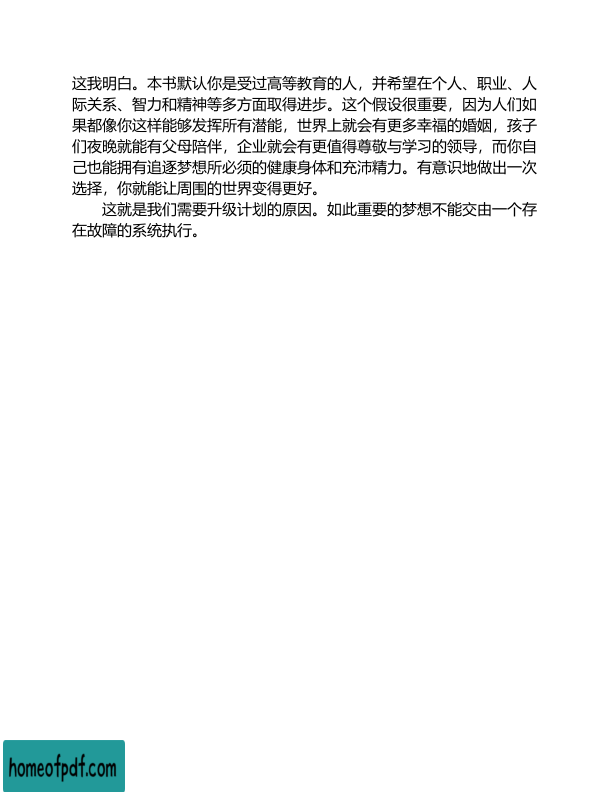 这我明白。本书默认你是受过高等教育的人，并希望在个人、职业、人
际关系、智力和精神等多方面取得进步。这个假设很重要，因为人们如
果都像你这样能够发挥所有潜能，世界上就会有更多幸福的婚姻，孩子
们夜晚就能有父母陪伴，企业就会有更值得尊敬与学习的领导，而你自
己也能拥有追逐梦想所必须的健康身体和充沛精力。有意识地做出一次
选择，你就能让周围的世界变得更好。
这就是我们需要升级计划的原因。如此重要的梦想不能交由一个存
在故障的系统执行。
homeofpdf.com